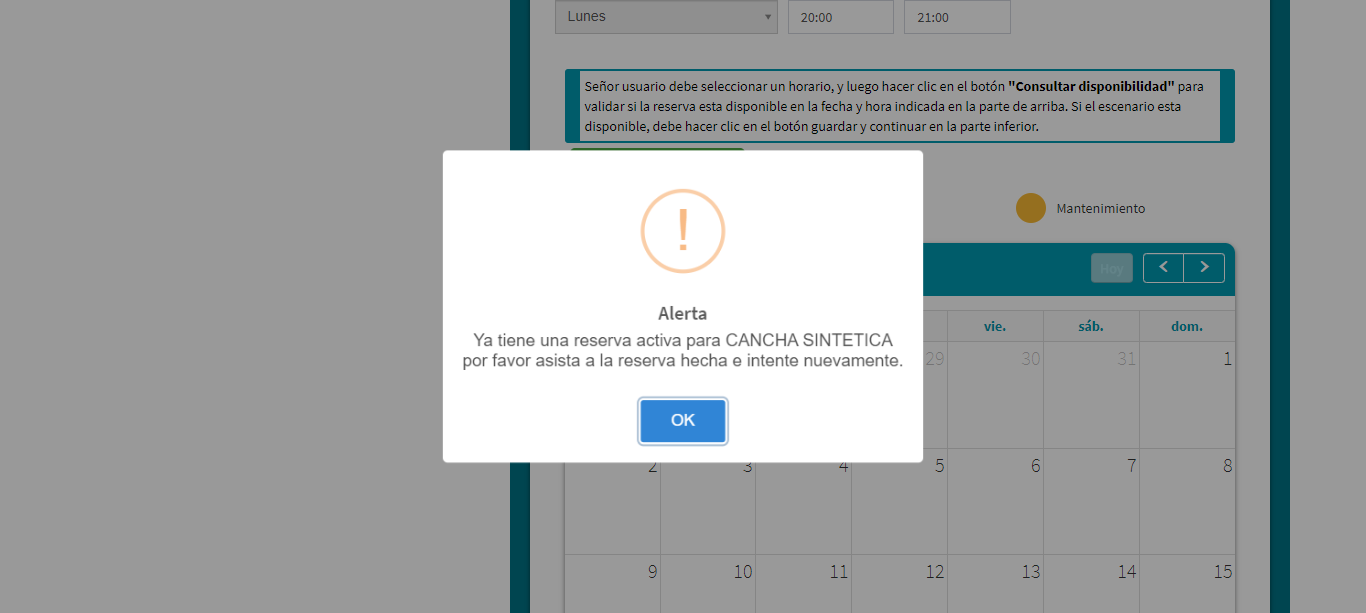 Lunes 20:00 21:00
Señor usuario debe seleccionar un horario, y luego hacer clic en el botón "Consultar disponibilidad" para
validar si la reserva esta disponible en la fecha y hora indicada en la parte de arriba. Si el escenario esta
disponible, debe hacer clic en el botón guardar y continuar en la parte inferior.
Mantenimiento
!
Hoy < >
Alerta
Ya tiene una reserva activa para CANCHA SINTETICA
por favor asista a la reserva hecha e intente nuevamente.
OK
vie. sáb. dom.
29 30 31 1
2 3 4 5 6 7 8
9 10 11 12 13 14 15